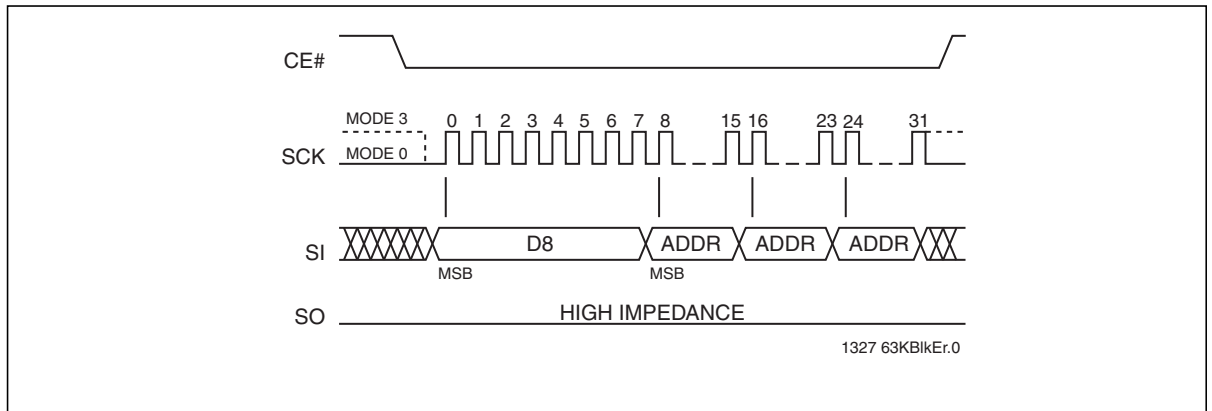 CE#
MODE 3
0 1 2 3 4 5 6 7 8 15 16 23 24 31
SCK
MODE 0
SI
D8 ADDR ADDR ADDR
MSB MSB
SO
HIGH IMPEDANCE
1327 63KBlkEr.0